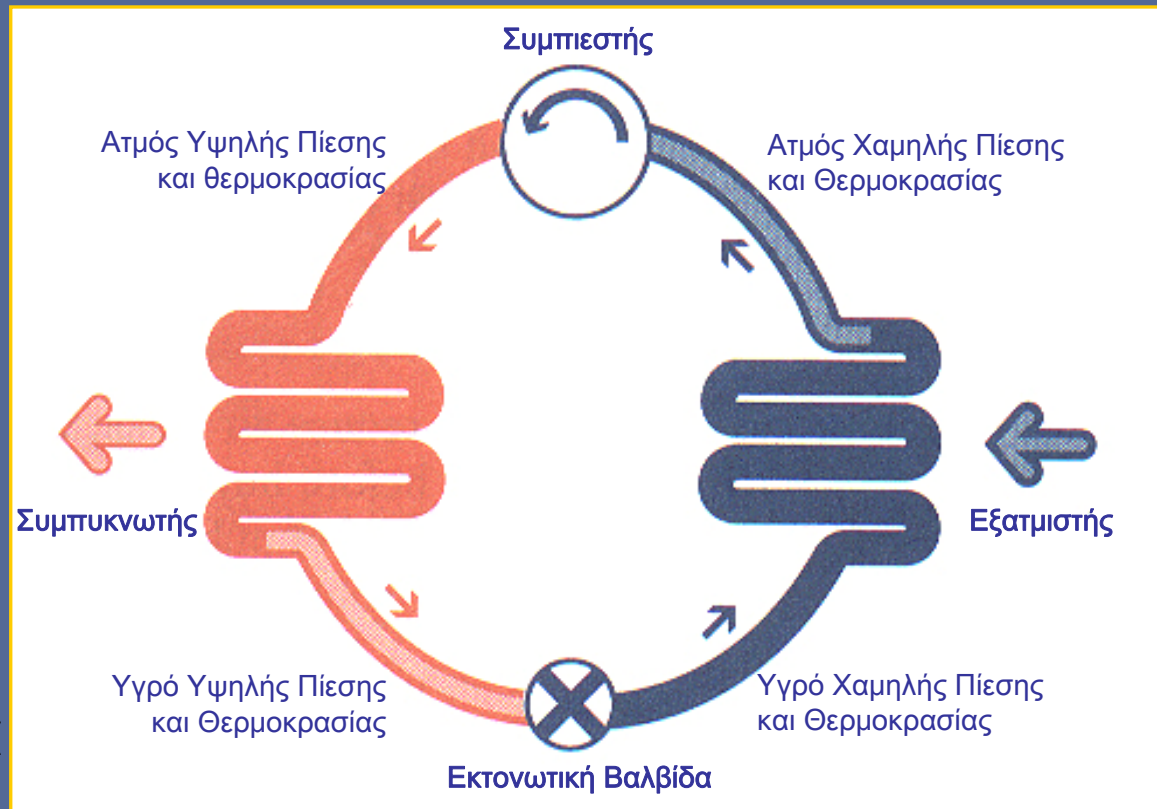 Συμπιεστής
Ατμός Υψηλής Πίεσης
και θερμοκρασίας
Ατμός Χαμηλής Πίεσης
και Θερμοκρασίας
Συμπυκνωτής
Εξατμιστής
Υγρό Υψηλής Πίεσης
και Θερμοκρασίας
Υγρό Χαμηλής Πίεσης
και Θερμοκρασίας
Εκτονωτική Βαλβίδα